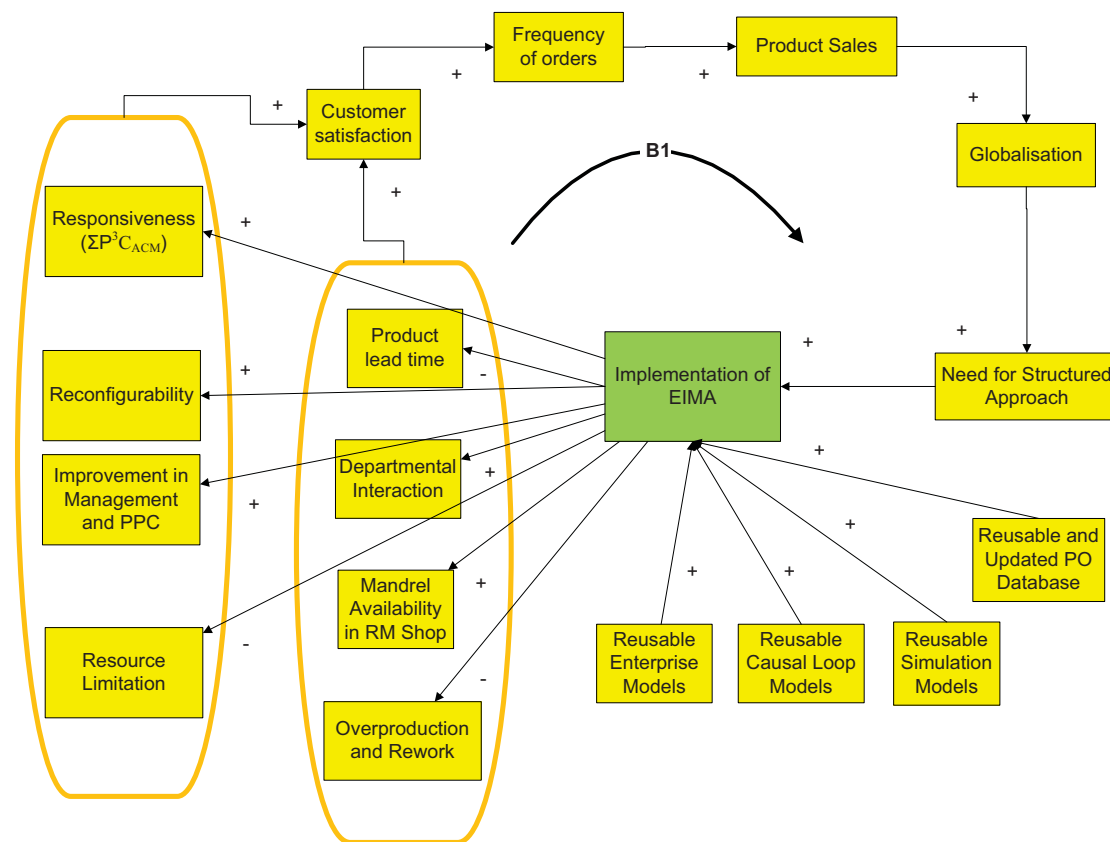 Frequency
of orders
Product Sales
+
+
+
Customer
satisfaction
+
Globalisation
B1
+
Responsiveness
(ΣP³C_ACM)
+
Product
lead time
-
Implementation of
EIMA
+
+
Need for Structured
Approach
Reconfigurability
+
Improvement in
Management
and PPC
+
Departmental
Interaction
+
+
Reusable and
Updated PO
Database
+
+
+
Mandrel
Availability
in RM Shop
+
Reusable
Enterprise
Models
Reusable
Causal Loop
Models
Reusable
Simulation
Models
Resource
Limitation
-
Overproduction
and Rework
-